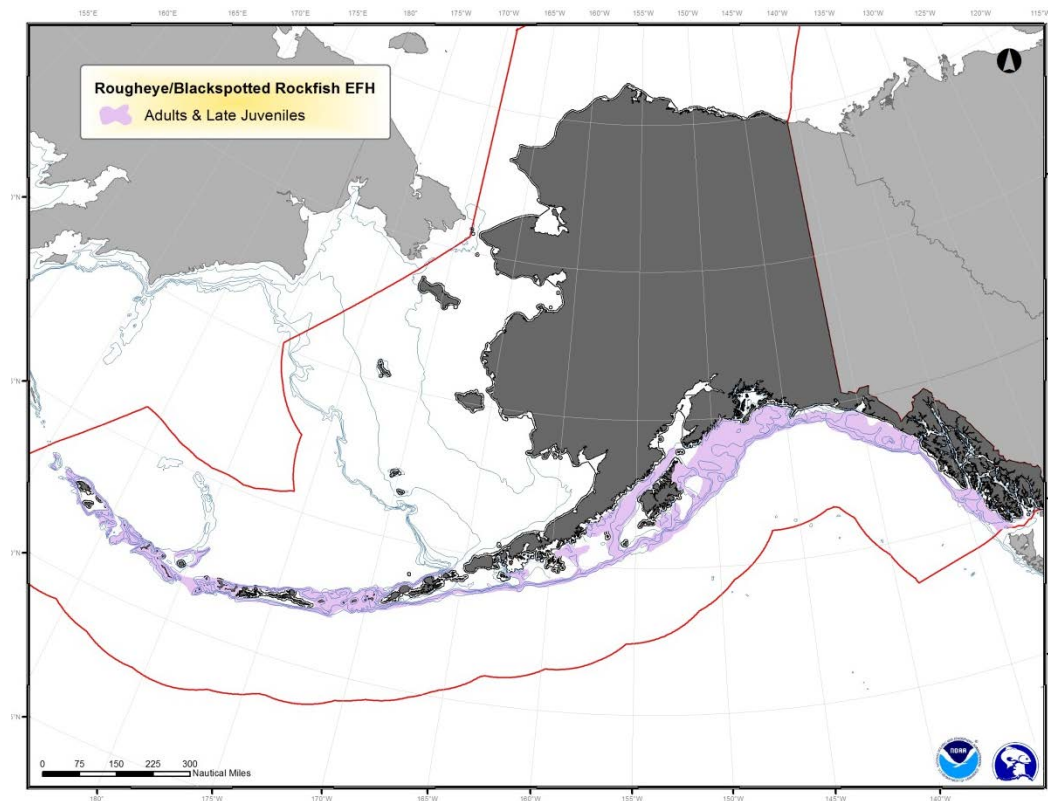 155°E 160°E 165°E 170°E 175°E 180° 175°W 170°W 165°W 160°W 155°W 150°W 145°W 140°W 135°W 130°W 125°W 120°W 115°W
Rougheye/Blackspotted Rockfish EFH
Adults & Late Juveniles
0 75 150 225 300
Nautical Miles
NOAA
180° 175°W 170°W 165°W 160°W 155°W 150°W 145°W 140°W